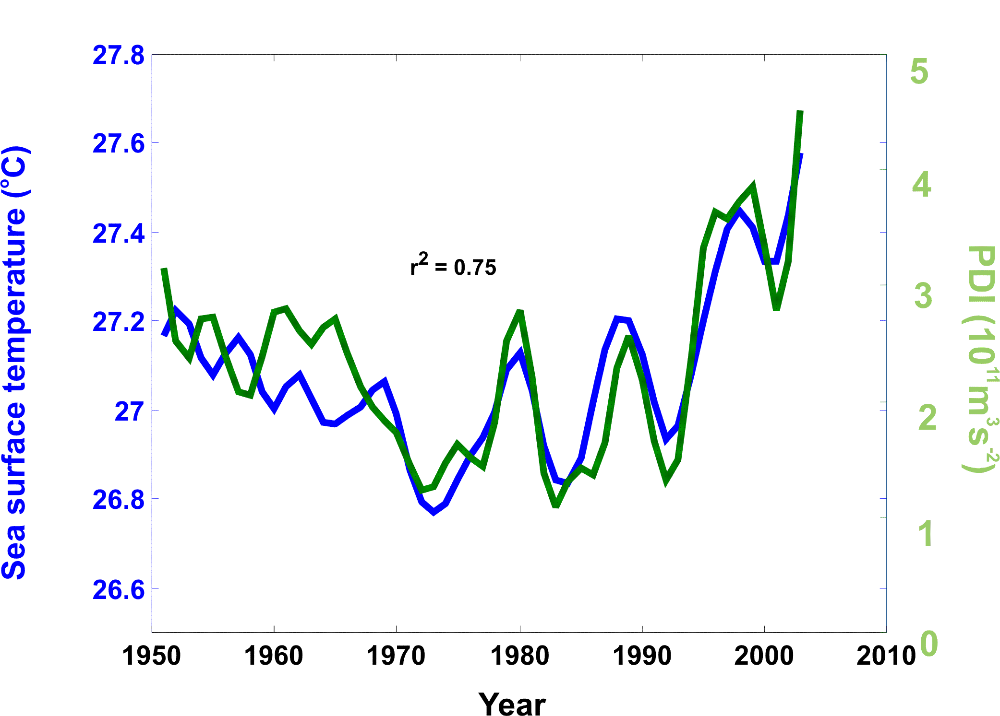 27.8
27.6
27.4
27.2
27
26.8
26.6
Sea surface temperature (°C)
r² = 0.75
5
4
3
2
1
0
PDI (10¹¹m³s⁻²)
1950 1960 1970 1980 1990 2000 2010
Year